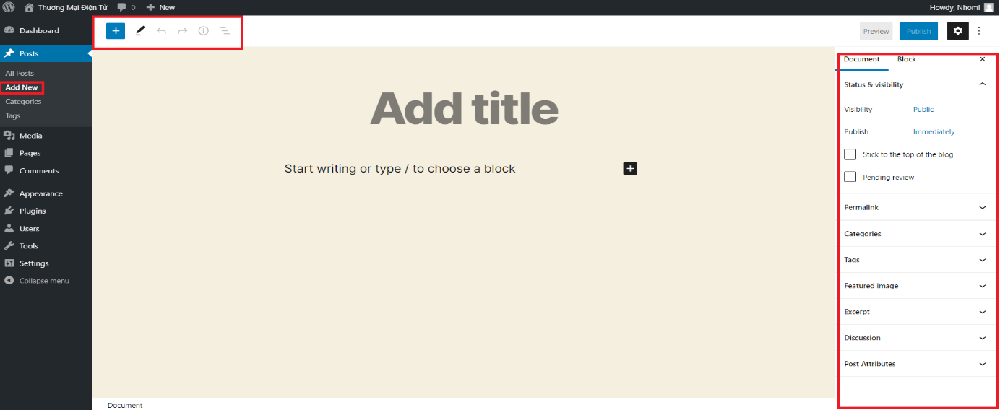 Thương Mại Điện Tử
0
New
Howdy, Nhoml
Dashboard
Posts
All Posts
Add New
Categories
Tags
Media
Pages
Comments
Appearance
Plugins
Users
Tools
Settings
Collapse menu
Preview
Publish
Add title
Start writing or type / to choose a block
Document
Document Block
Status & visibility
Visibility Public
Publish Immediately
Stick to the top of the blog
Pending review
Permalink
Categories
Tags
Featured image
Excerpt
Discussion
Post Attributes